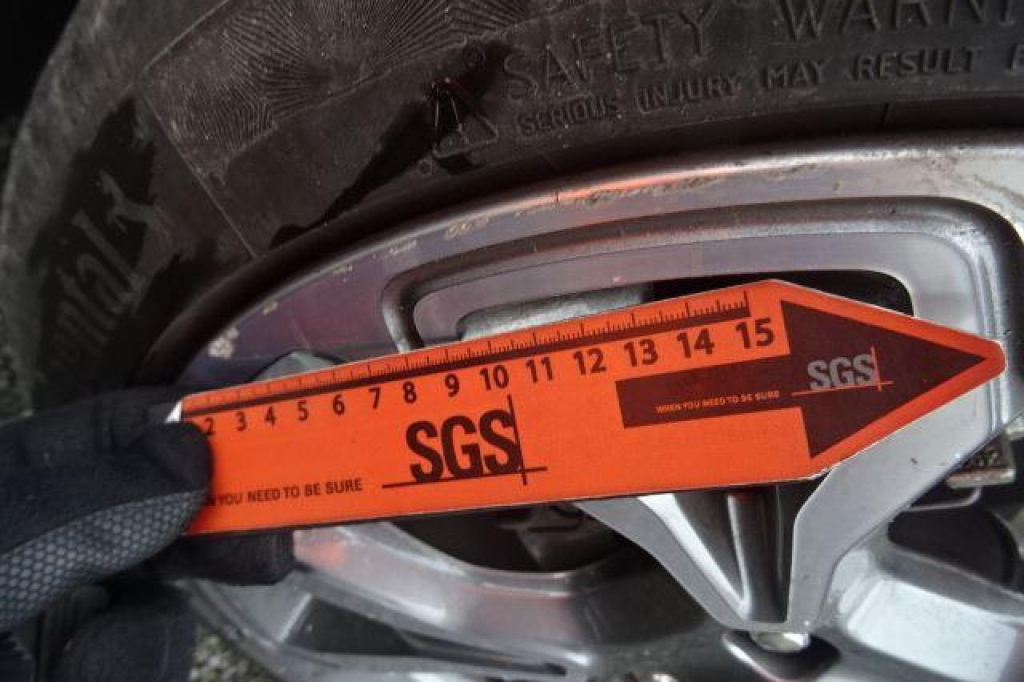 SAFETY WARNI
SERIOUS INJURY MAY RESULT
ntal
2 3 4 5 6 7 8 9 10 11 12 13 14 15
SGS
WHEN YOU NEED TO BE SURE
SGS
YOU NEED TO BE SURE